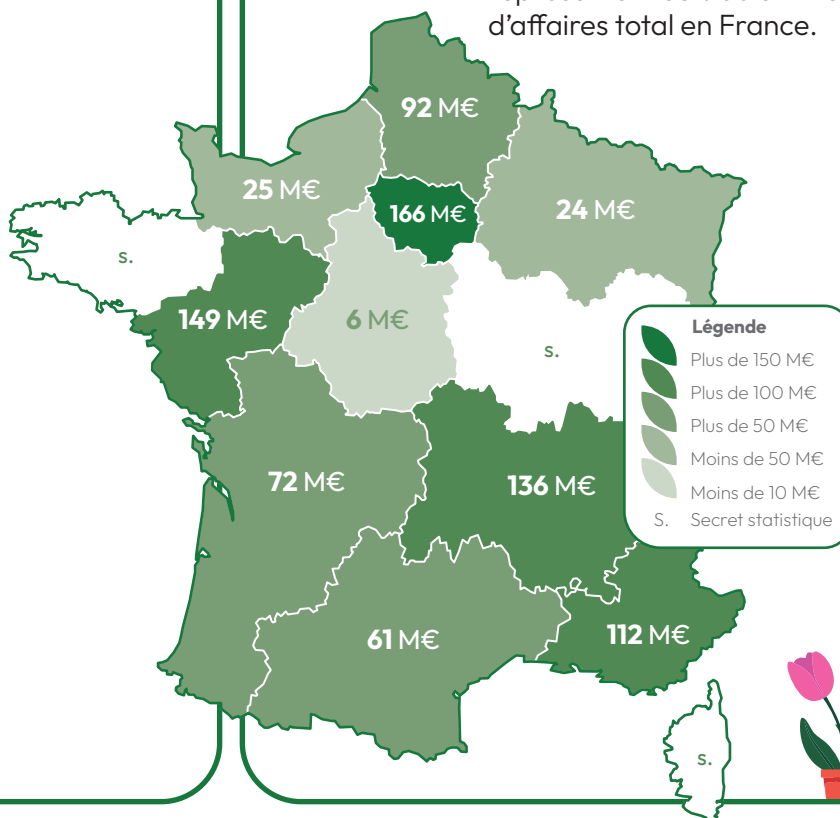 d’affaires total en France.
92 M€
25 M€
166 M€
24 M€
s.
149 M€
6 M€
s.
Légende
Plus de 150 M€
Plus de 100 M€
Plus de 50 M€
Moins de 50 M€
Moins de 10 M€
S. Secret statistique
72 M€
136 M€
61 M€
112 M€
s.